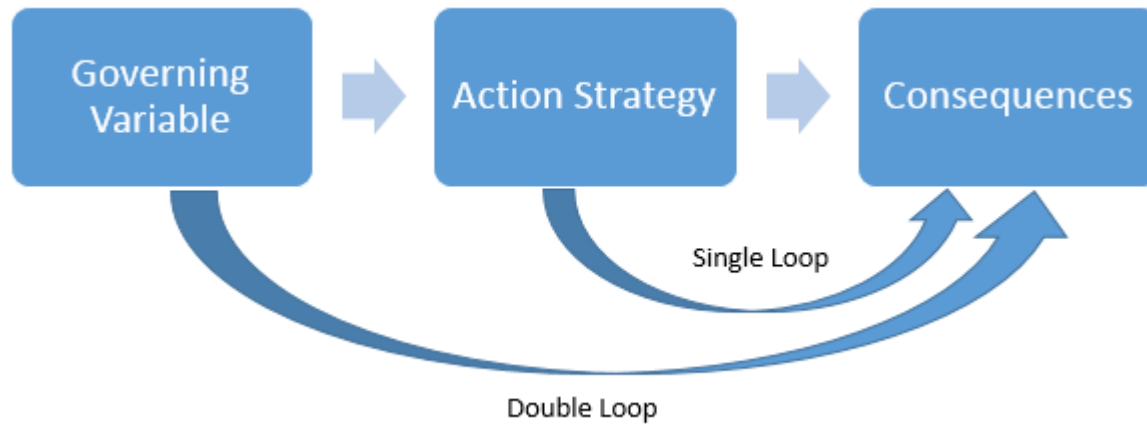 Governing
Variable
Action Strategy
Consequences
Single Loop
Double Loop